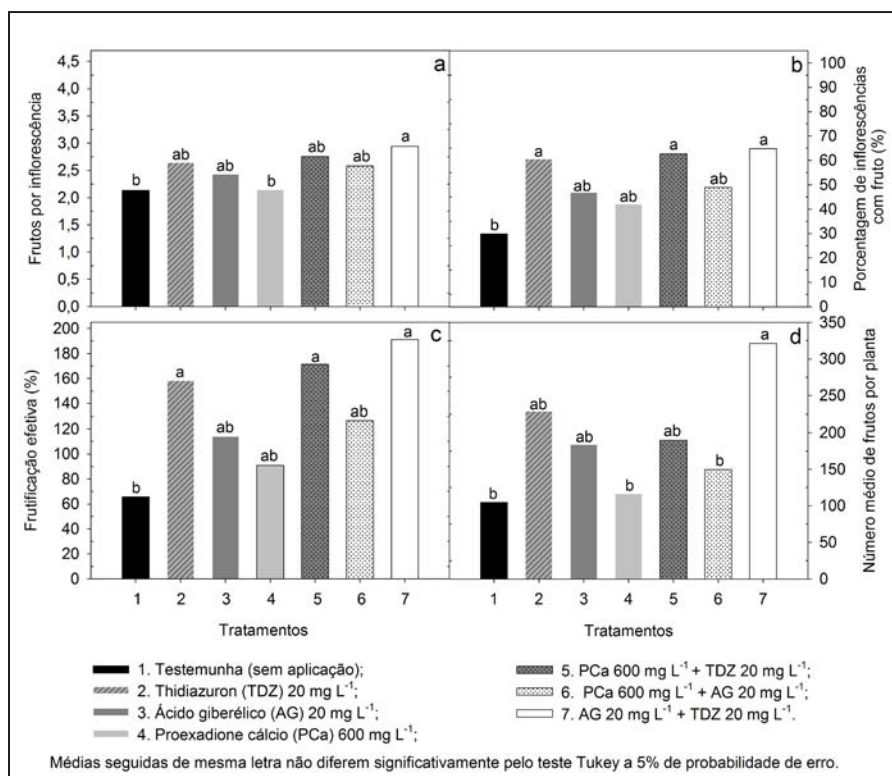 a
b
Frutos por inflorescência
4,5
4,0
3,5
3,0
2,5
2,0
1,5
1,0
0,5
0,0
b
ab
ab
b
ab
ab
a
100
90
80
70
60
50
40
30
20
10
0
Porcentagem de inflorescências
com fruto (%)
b
a
ab
ab
a
ab
a
c
d
Frutificação efetiva (%)
200
180
160
140
120
100
80
60
40
20
0
b
a
ab
ab
a
ab
a
350
300
250
200
150
100
50
0
Número médio de frutos por planta
b
ab
ab
b
ab
b
a
1 2 3 4 5 6 7
1 2 3 4 5 6 7
Tratamentos
Tratamentos
1. Testemunha (sem aplicação);
2. Thidiazuron (TDZ) 20 mg L⁻¹;
3. Ácido giberélico (AG) 20 mg L⁻¹;
4. Proexadione cálcio (PCa) 600 mg L⁻¹;
5. PCa 600 mg L⁻¹ + TDZ 20 mg L⁻¹;
6. PCa 600 mg L⁻¹ + AG 20 mg L⁻¹;
7. AG 20 mg L⁻¹ + TDZ 20 mg L⁻¹.
Médias seguidas de mesma letra não diferem significativamente pelo teste Tukey a 5% de probabilidade de erro.